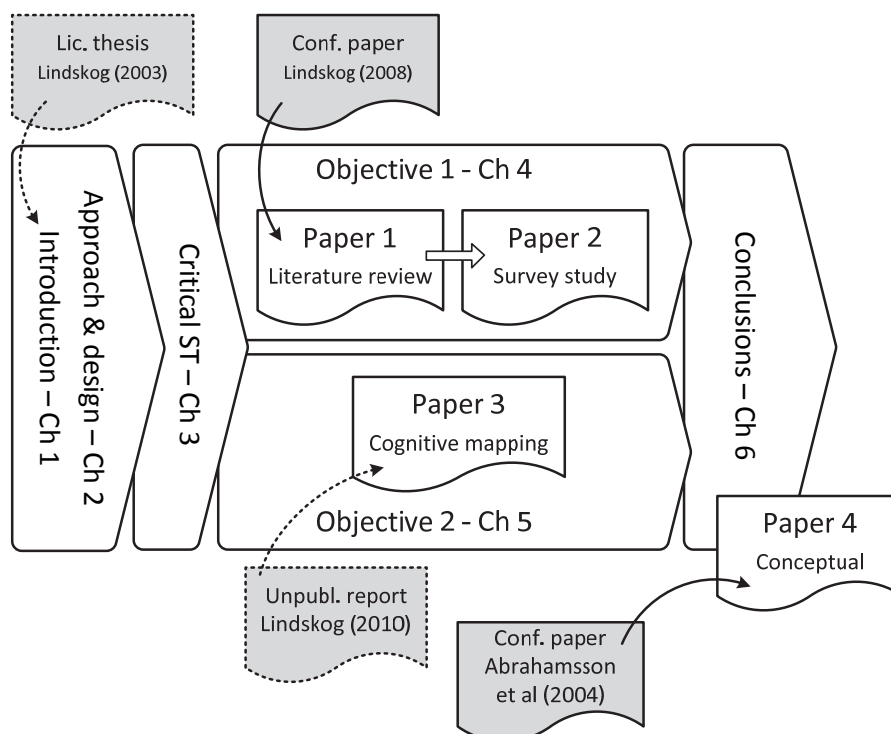 Lic. thesis
Lindskog (2003)
Conf. paper
Lindskog (2008)
Introduction – Ch 1
Approach & design – Ch 2
Critical ST – Ch 3
Objective 1 - Ch 4
Paper 1
Literature review
Paper 2
Survey study
Paper 3
Cognitive mapping
Objective 2 - Ch 5
Conclusions – Ch 6
Paper 4
Conceptual
Unpubl. report
Lindskog (2010)
Conf. paper
Abrahamsson
et al (2004)